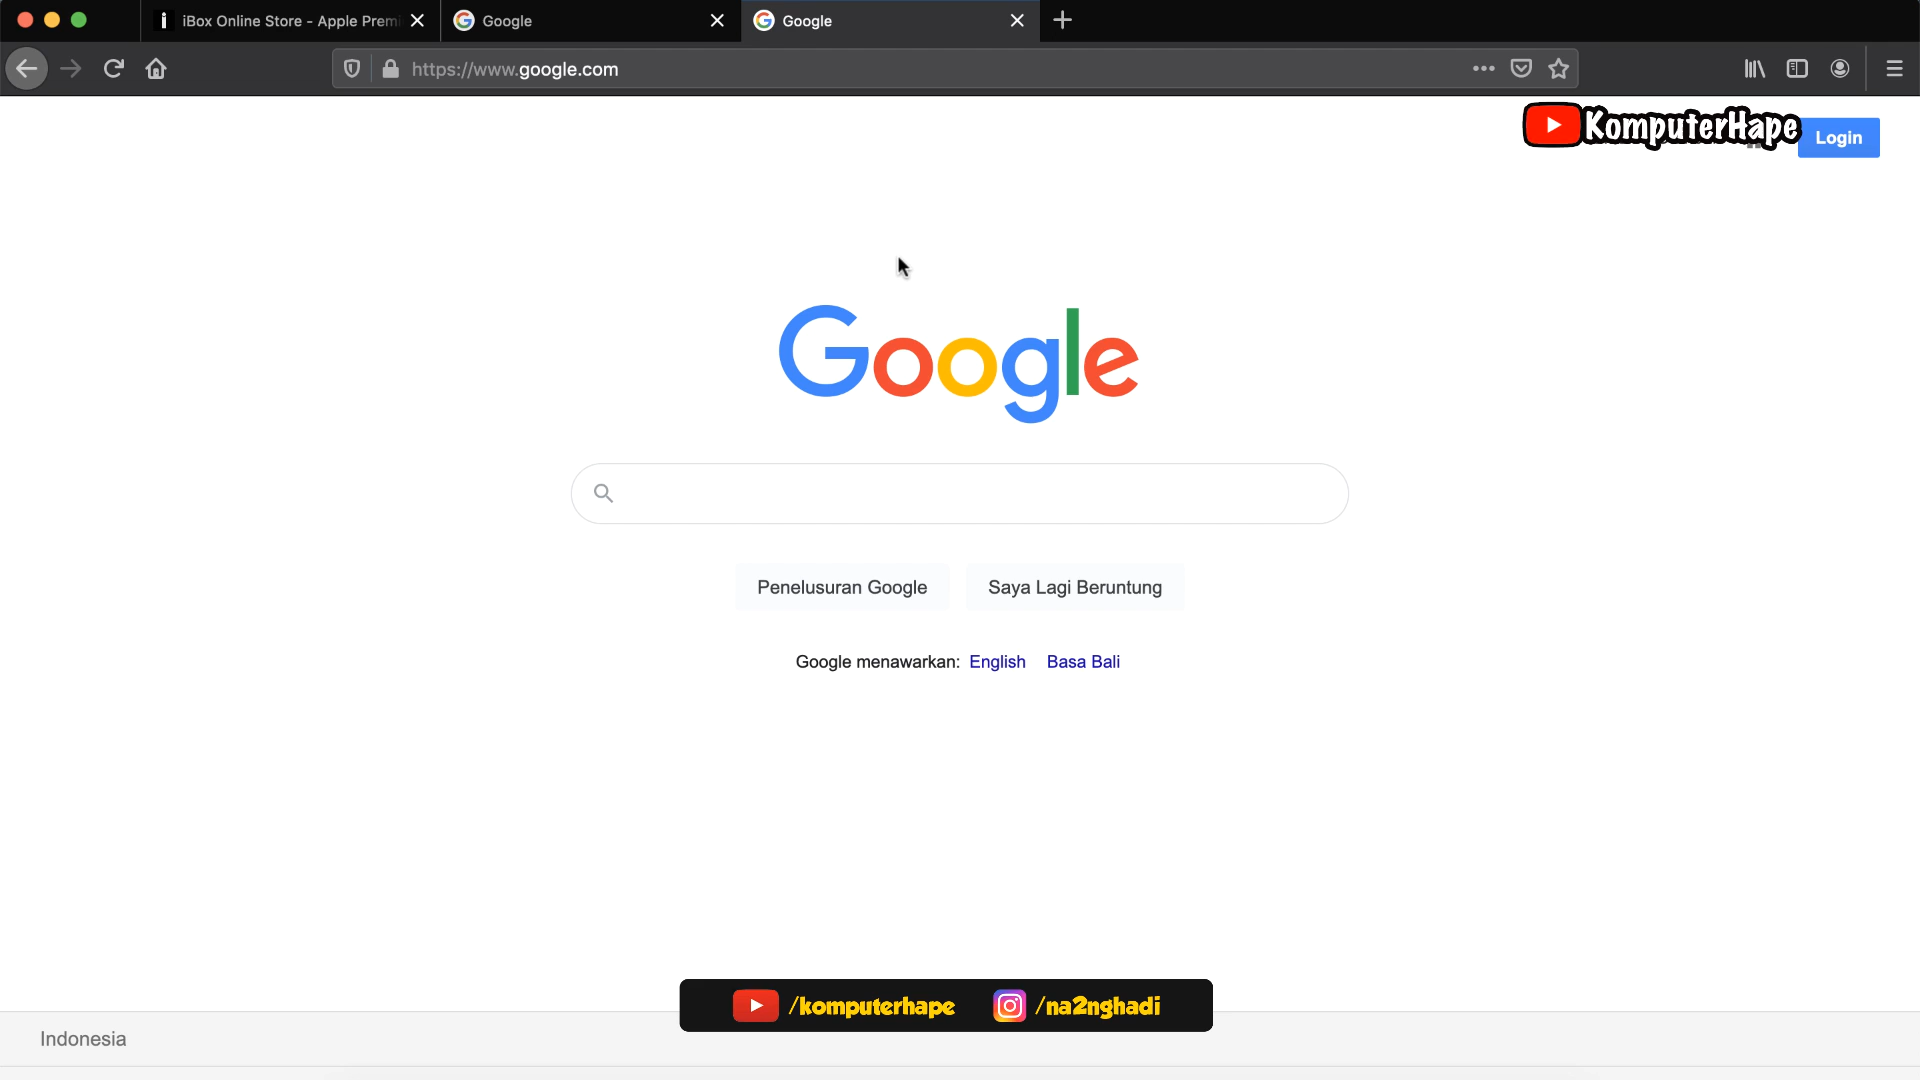 iBox Online Store - Apple Premi
Google
Google
https://www.google.com
KomputerHape
Login
Google
Penelusuran Google
Saya Lagi Beruntung
Google menawarkan: English Basa Bali
/komputerhape
/na2nghadi
Indonesia